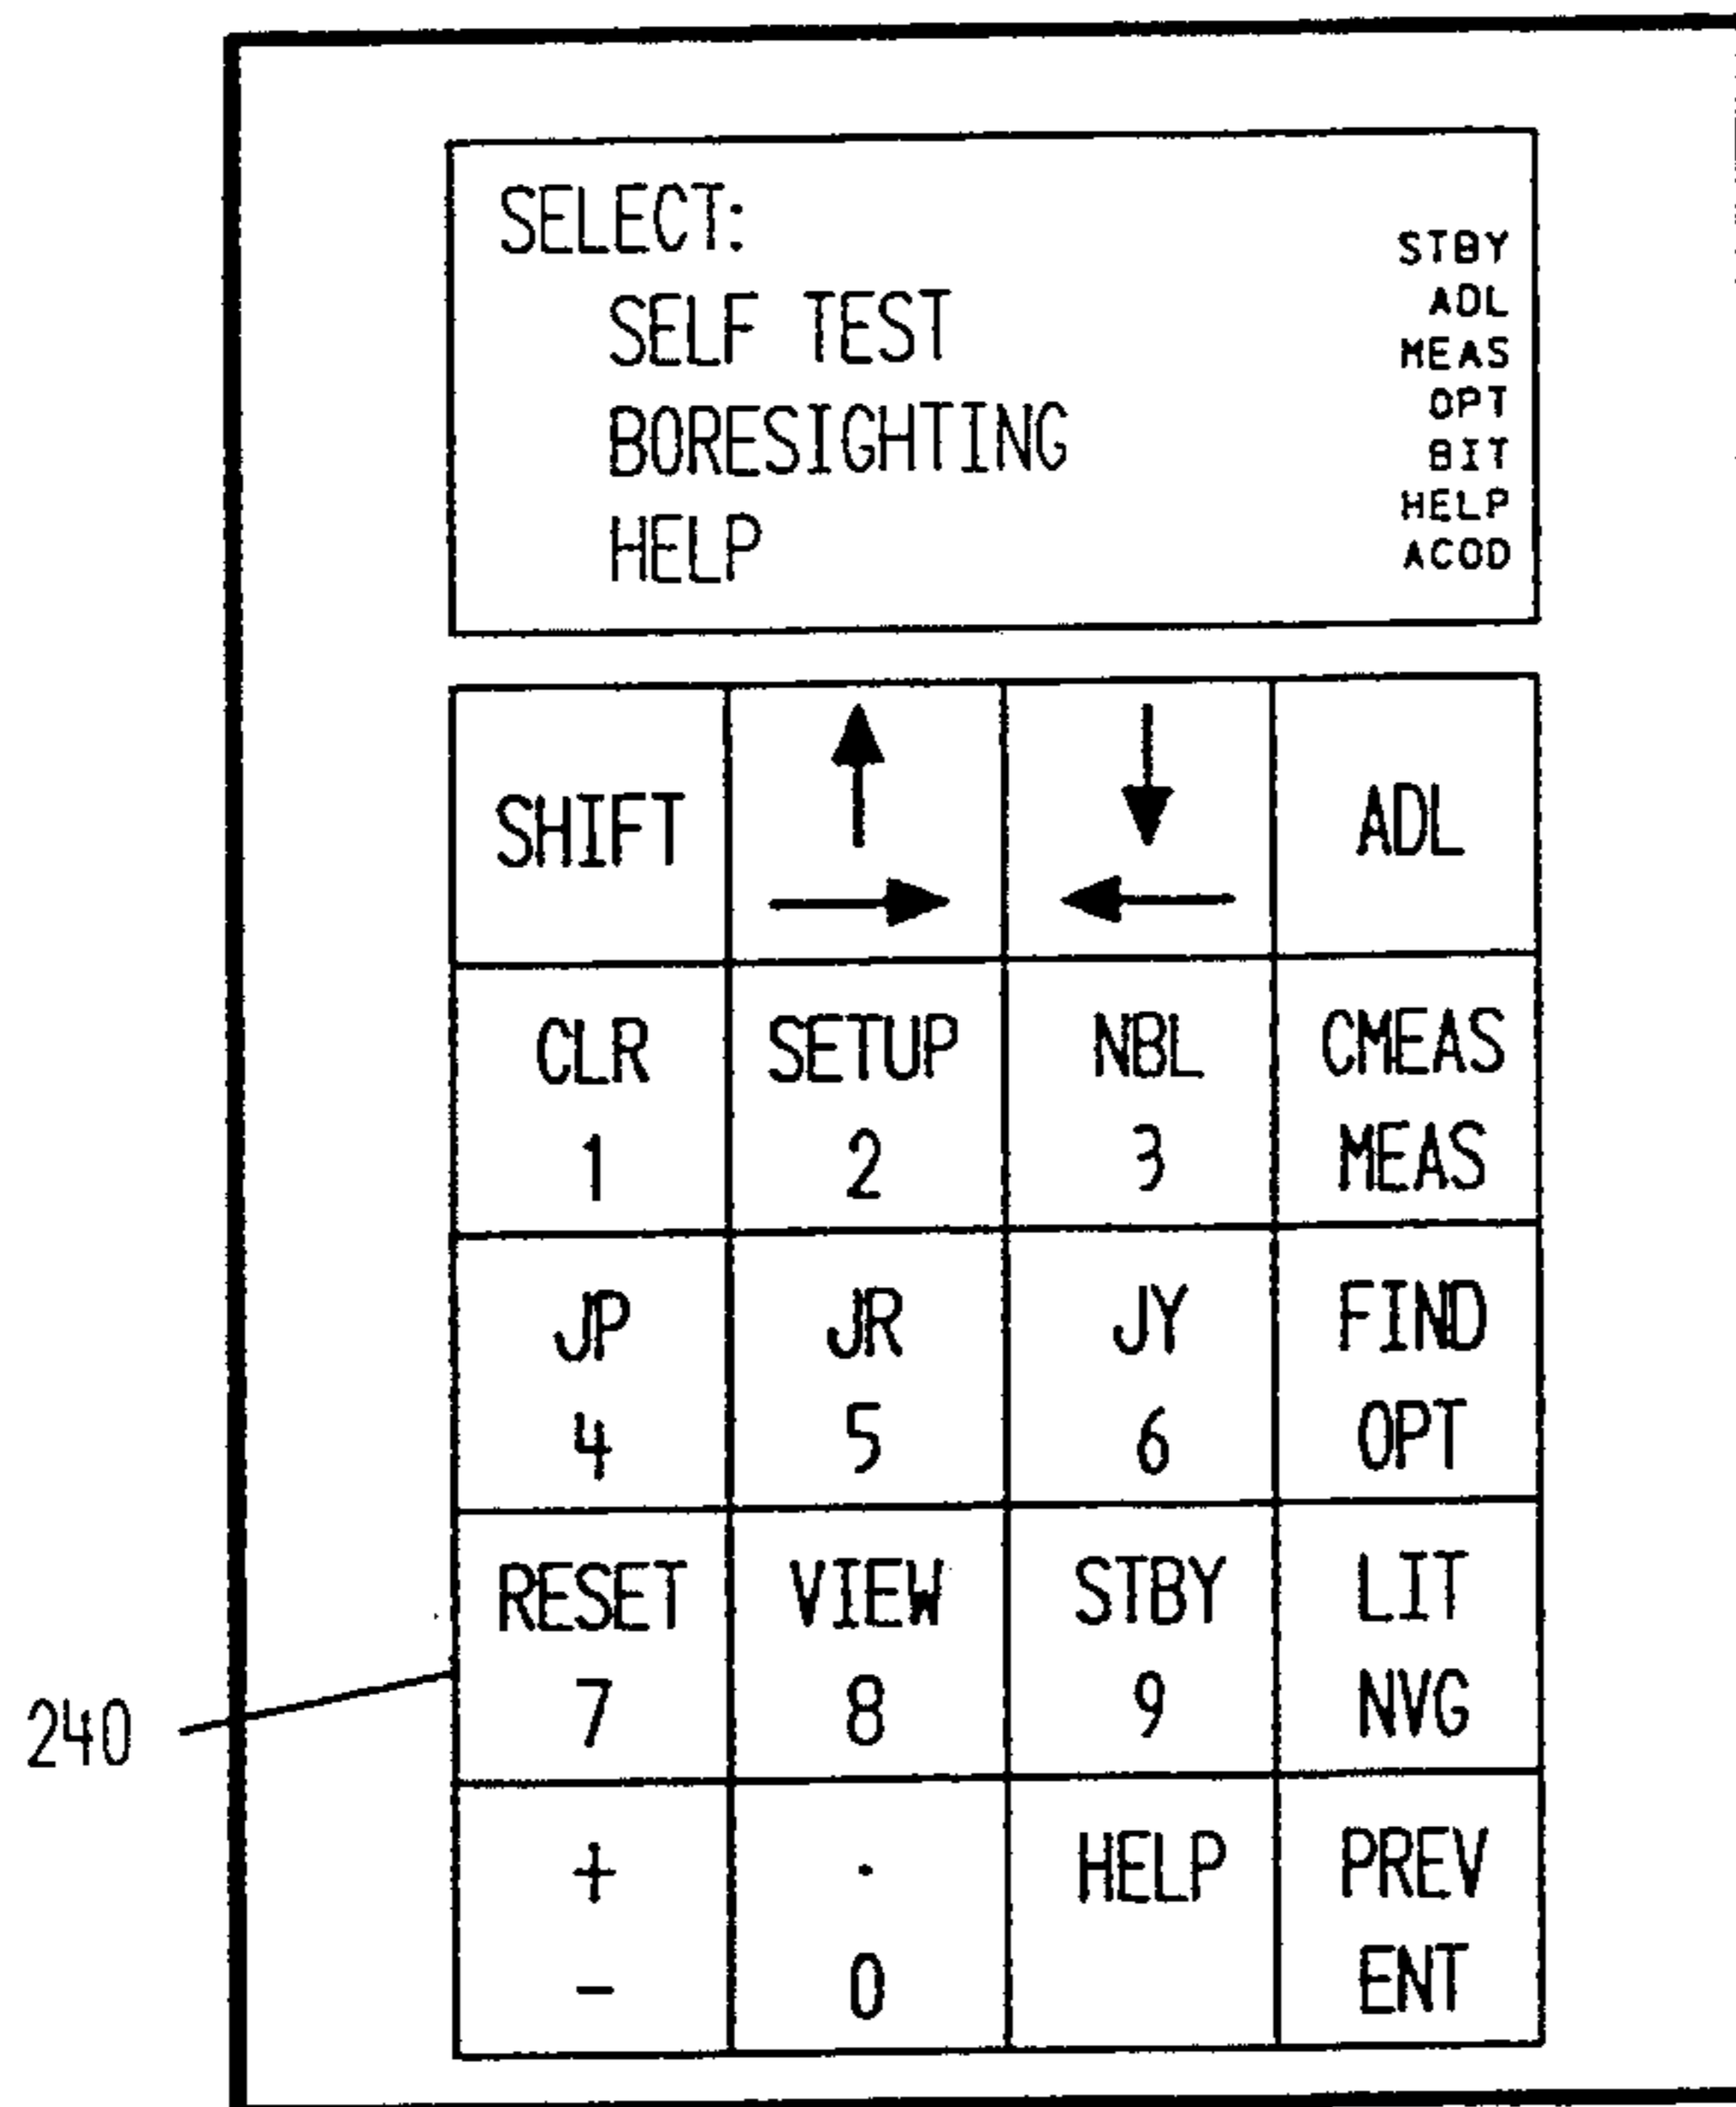 SELECT:
SELF TEST
BORESIGHTING
HELP
STBY
ADL
MEAS
OPT
BIT
HELP
ACOD
SHIFT ADL
CLR SETUP NBL CMEAS
1 2 3 MEAS
JP JR JY FIND
4 5 6 OPT
RESET VIEW STBY LIT
7 8 9 NVG
+ . HELP PREV
- 0 ENT
240